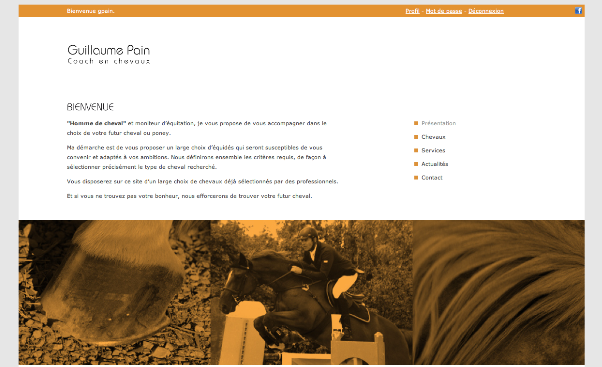 Bienvenue gpain.
Profil - Mot de passe - Déconnexion
Guillaume Pain
Coach en chevaux
BIENVENUE
"Homme de cheval" et moniteur d'équitation, je vous propose de vous accompagner dans le
choix de votre futur cheval ou poney.
Ma démarche est de vous proposer un large choix d'équidés qui seront susceptibles de vous
convenir et adaptés à vos ambitions. Nous définirons ensemble les critères requis, de façon à
sélectionner précisément le type de cheval recherché.
Vous disposerez sur ce site d'un large choix de chevaux déjà sélectionnés par des professionnels.
Et si vous ne trouvez pas votre bonheur, nous efforcerons de trouver votre futur cheval.
Présentation
Chevaux
Services
Actualités
Contact